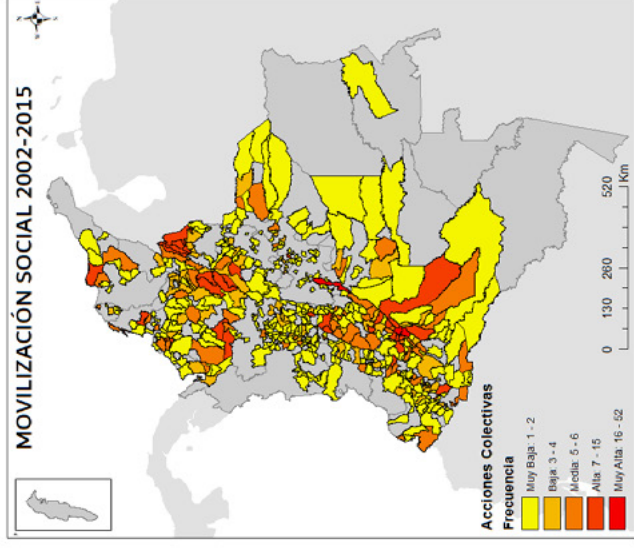 MOVILIZACIÓN SOCIAL 2002-2015
N
Acciones Colectivas
Frecuencia
Muy Baja: 1 - 2
Baja: 3 - 4
Media: 5 - 6
Alta: 7 - 15
Muy Alta: 16 - 52
0 130 260 520
Km